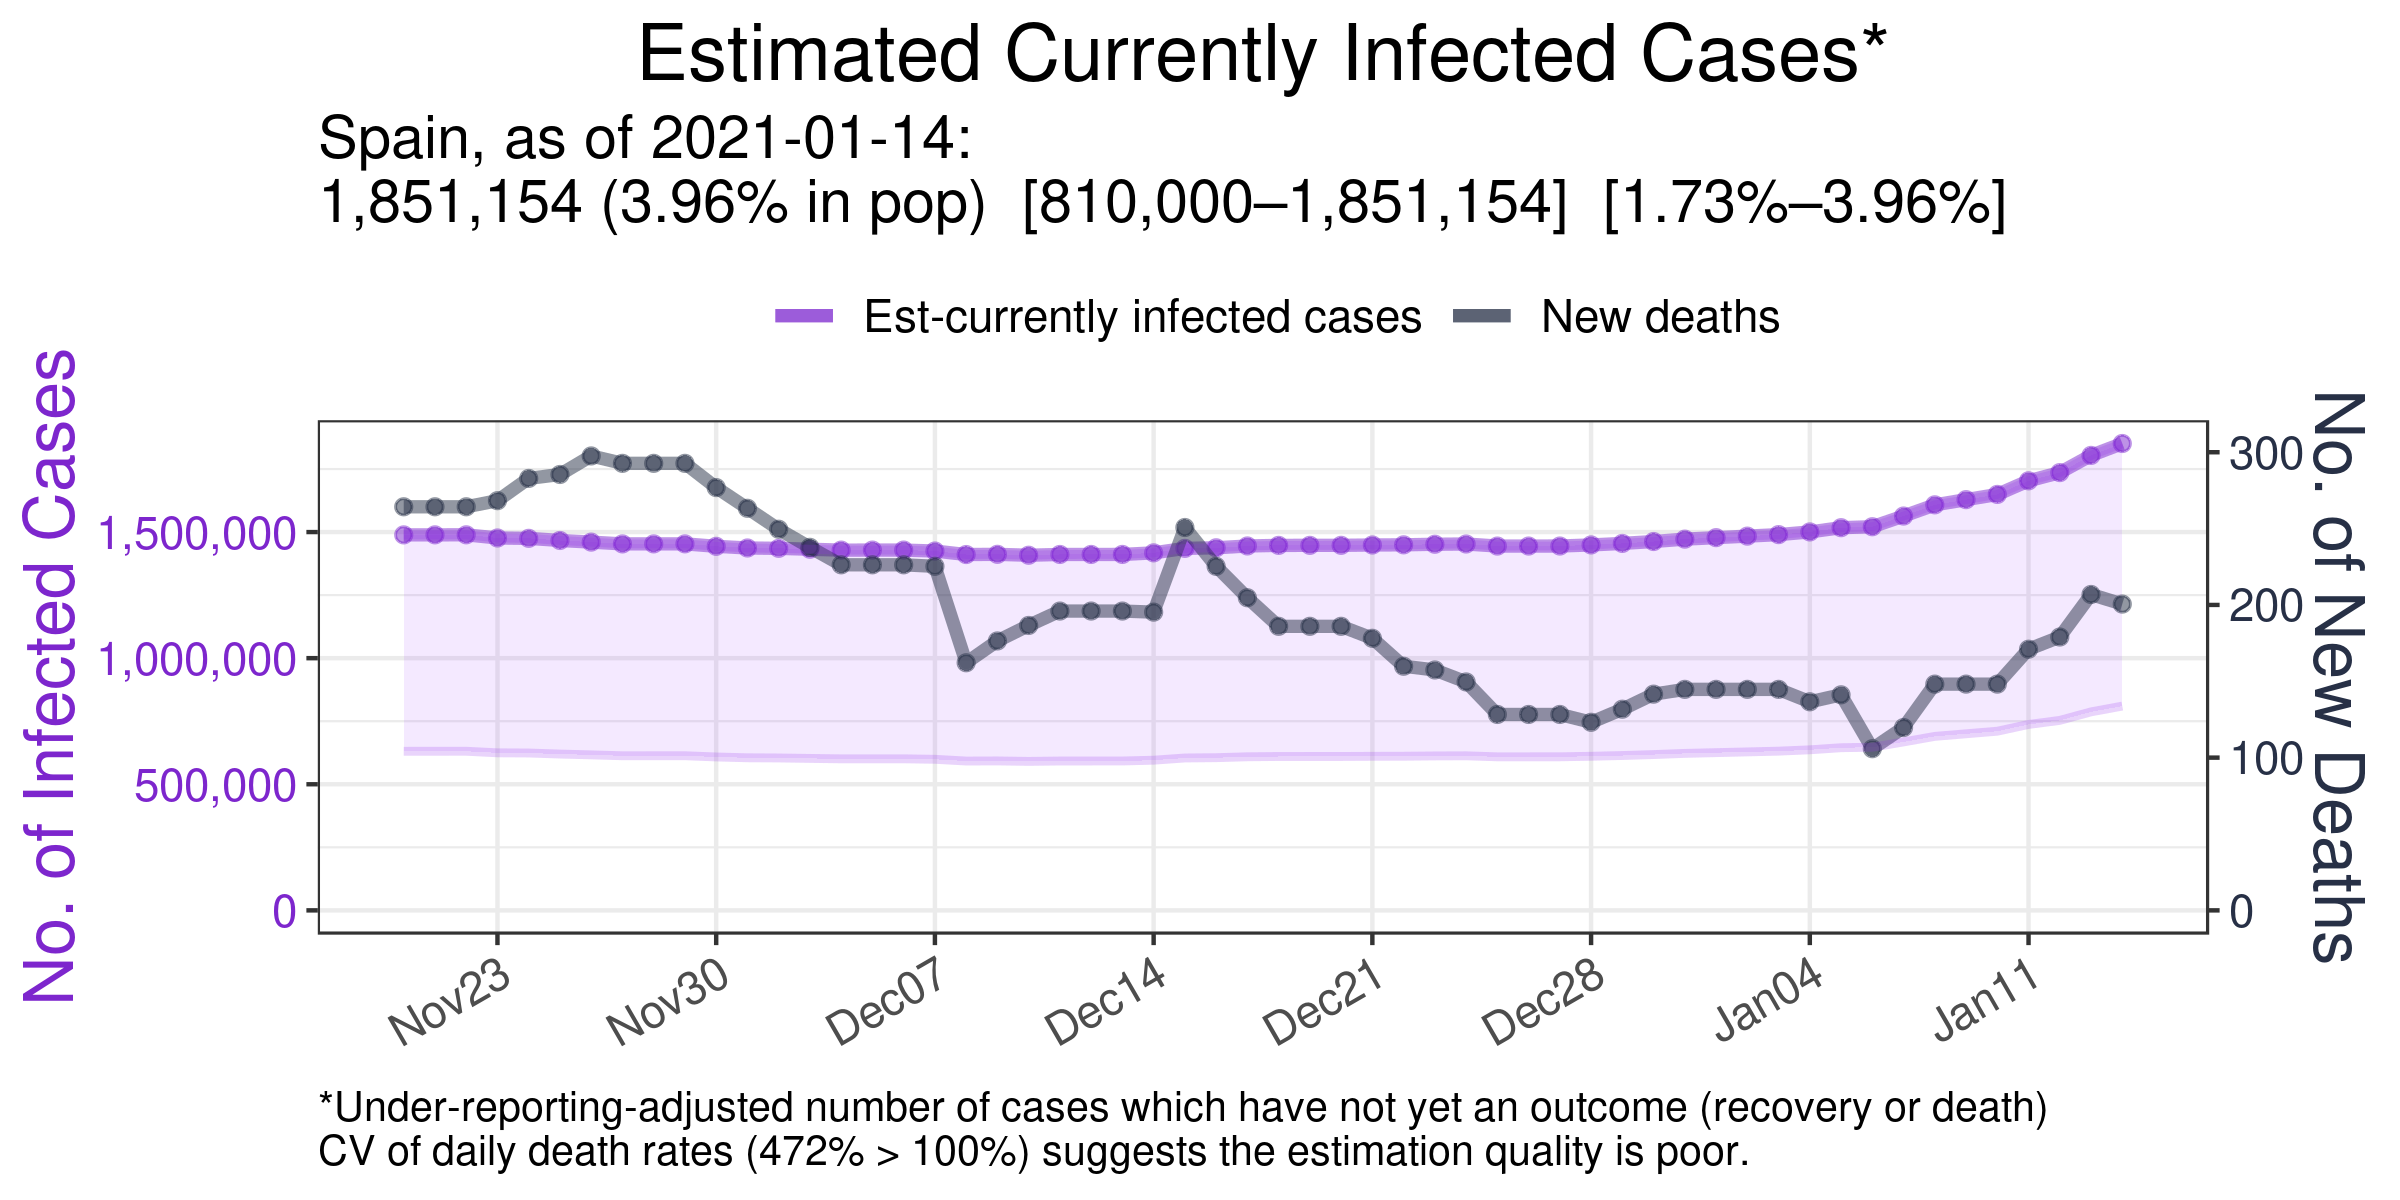 Estimated Currently Infected Cases*
Spain, as of 2021-01-14:
1,851,154 (3.96% in pop)  [810,000–1,851,154]  [1.73%–3.96%]
Est-currently infected cases
New deaths
No. of Infected Cases
1,500,000
1,000,000
500,000
0
300
200
100
0
No. of New Deaths
Nov23
Nov30
Dec07
Dec14
Dec21
Dec28
Jan04
Jan11
*Under-reporting-adjusted number of cases which have not yet an outcome (recovery or death)
CV of daily death rates (472% > 100%) suggests the estimation quality is poor.